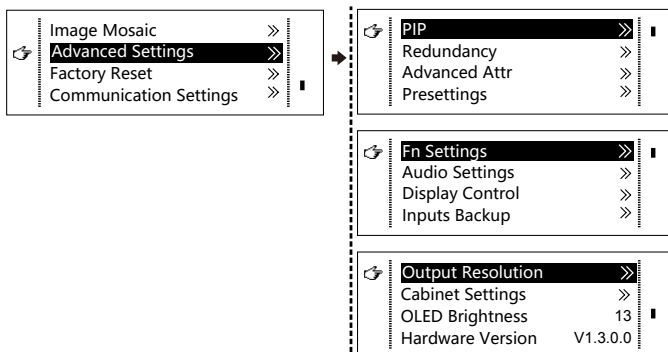 Image Mosaic
Advanced Settings
Factory Reset
Communication Settings
PIP
Redundancy
Advanced Attr
Presettings
Fn Settings
Audio Settings
Display Control
Inputs Backup
Output Resolution
Cabinet Settings
OLED Brightness 13
Hardware Version V1.3.0.0